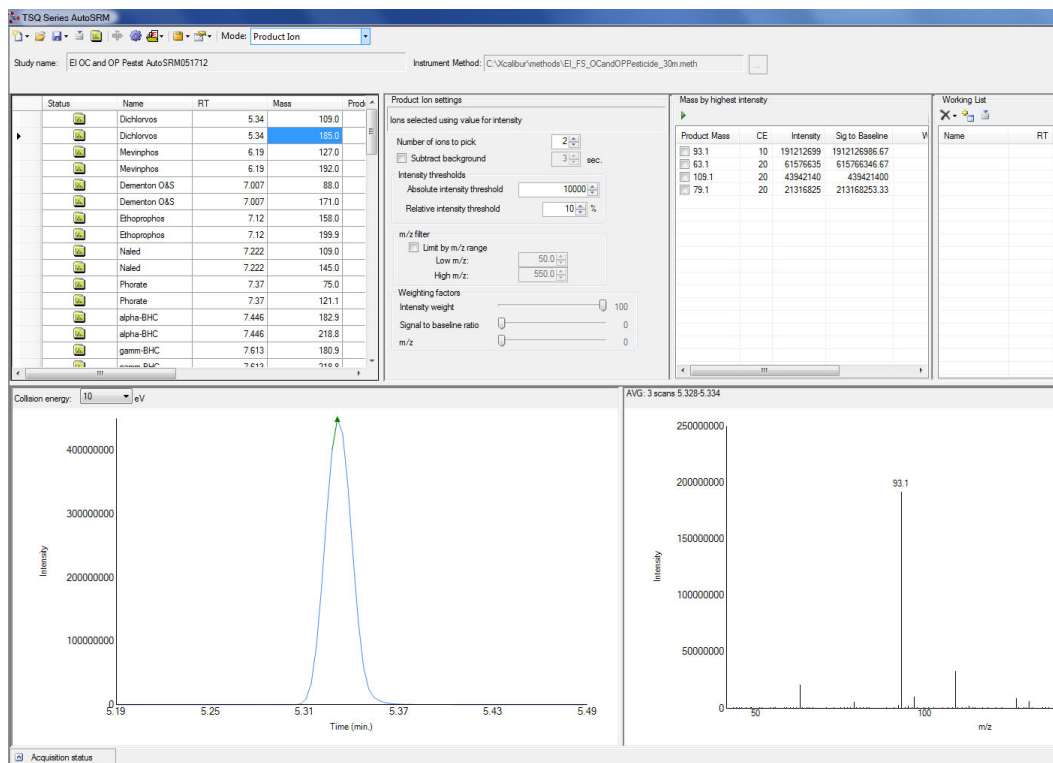 TSQ Series AutoSRM
Mode: Product Ion
Study name: EI OC and OP Pestst AutoSRM051712
Instrument Method: C:\Xcalibur\methods\EI_FS_OCandOPPesticide_30m.meth ...
Status Name RT Mass Produ
Dichlorvos 5.34 109.0
Dichlorvos 5.34 185.0
Mevinphos 6.19 127.0
Mevinphos 6.19 192.0
Dementon O&S 7.007 88.0
Dementon O&S 7.007 171.0
Ethoprophos 7.12 158.0
Ethoprophos 7.12 199.9
Naled 7.222 109.0
Naled 7.222 145.0
Phorate 7.37 75.0
Phorate 7.37 121.1
alpha-BHC 7.446 182.9
alpha-BHC 7.446 218.8
gamm-BHC 7.613 180.9
gamm-BHC 7.613 218.8
Product Ion settings
Ions selected using value for intensity
Number of ions to pick 2
Subtract background 3 sec.
Intensity thresholds
Absolute intensity threshold 10000
Relative intensity threshold 10 %
m/z filter
Limit by m/z range
Low m/z: 50.0
High m/z: 550.0
Weighting factors
Intensity weight 100
Signal to baseline ratio 0
m/z 0
Mass by highest intensity
Product Mass CE Intensity Sig to Baseline W
93.1 10 191212699 1912126986.67
63.1 20 61576635 615766346.67
109.1 20 43942140 439421400
79.1 20 21316825 213168253.33
Working List
Name RT
Collision energy: 10 eV
400000000
300000000
200000000
100000000
0
Intensity
5.19 5.25 5.31 5.37 5.43 5.49
Time (min.)
AVG: 3 scans 5.328-5.334
250000000
200000000
150000000
100000000
50000000
0
Intensity
93.1
50 100
m/z
Acquisition status